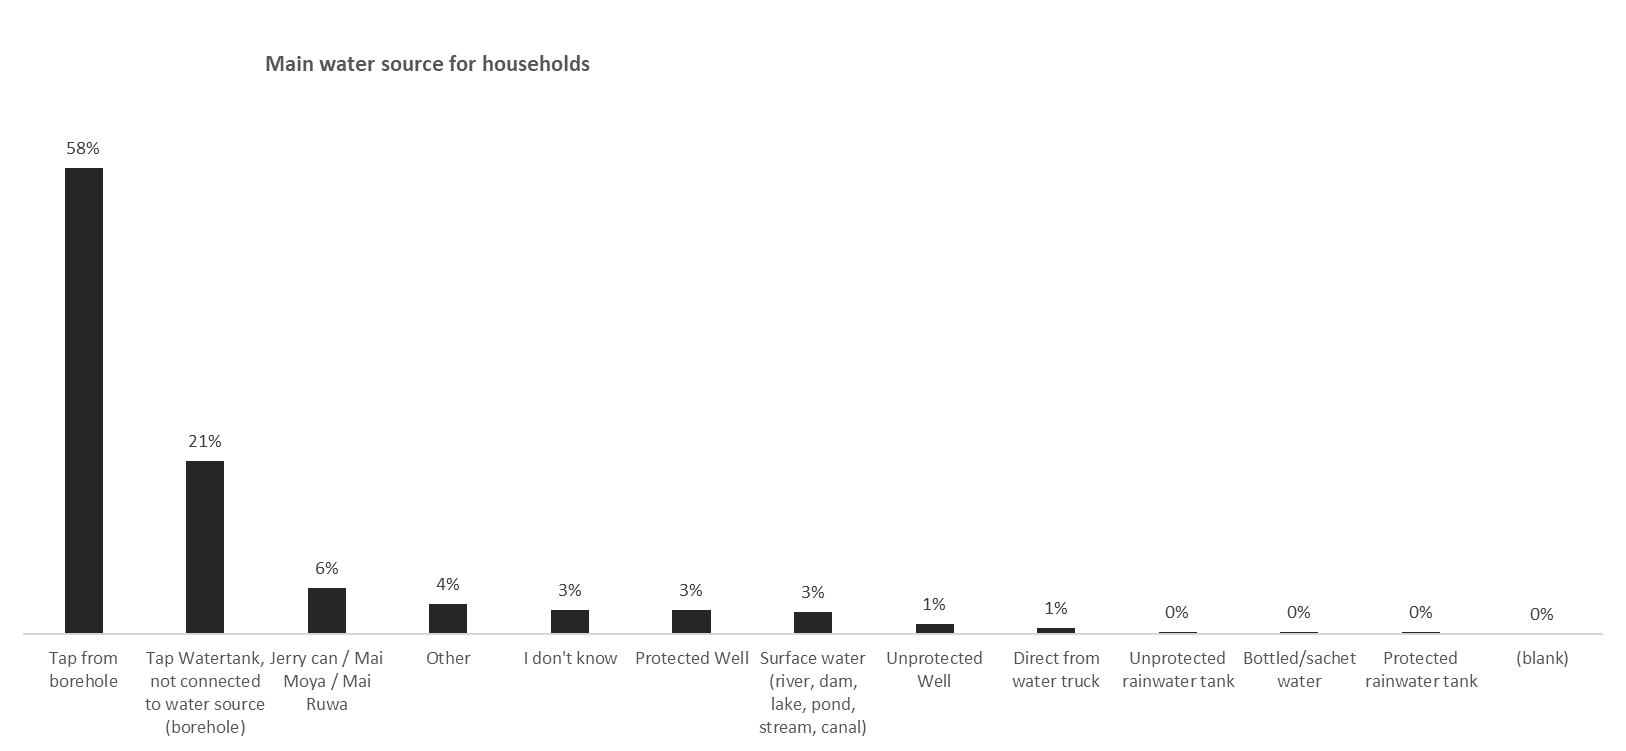 Main water source for households
58%
21%
6%
4%
3%
3%
3%
1%
1%
0%
0%
0%
0%
Tap from
borehole
Tap Watertank,
not connected
to water source
(borehole)
Jerry can / Mai
Moya / Mai
Ruwa
Other
I don't know
Protected Well
Surface water
(river, dam,
lake, pond,
stream, canal)
Unprotected
Well
Direct from
water truck
Unprotected
rainwater tank
Bottled/sachet
water
Protected
rainwater tank
(blank)